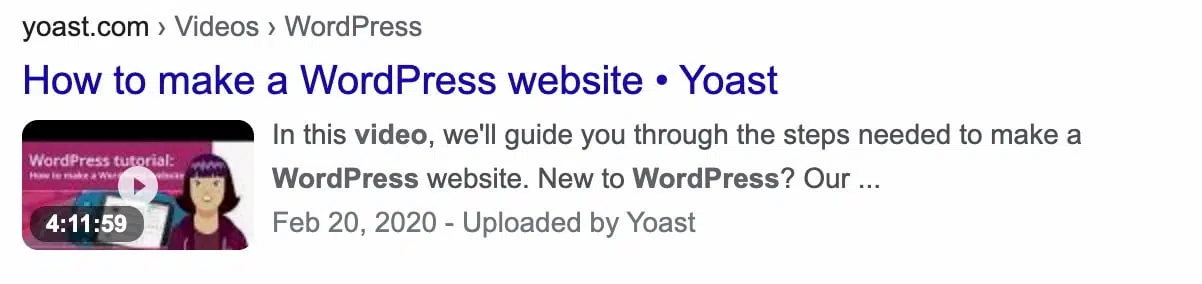 yoast.com › Videos › WordPress
How to make a WordPress website • Yoast
WordPress tutorial:
How to make a WordPress website
4:11:59
In this video, we'll guide you through the steps needed to make a
WordPress website. New to WordPress? Our ...
Feb 20, 2020 - Uploaded by Yoast